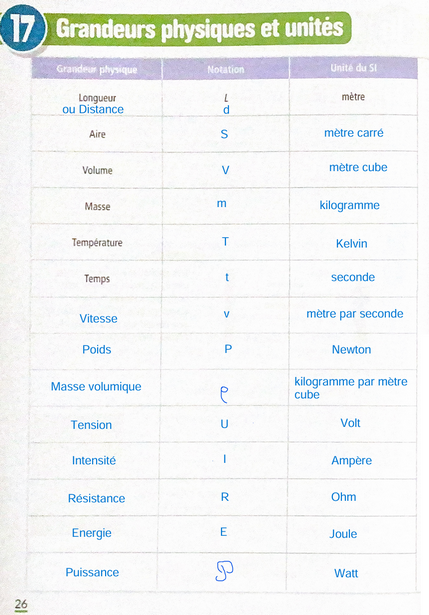 17 Grandeurs physiques et unités
Grandeur physique Notation Unité du SI
Longueur L mètre
ou Distance d
Aire S mètre carré
Volume V mètre cube
Masse m kilogramme
Température T Kelvin
Temps t seconde
Vitesse v mètre par seconde
Poids P Newton
Masse volumique ρ kilogramme par mètre
cube
Tension U Volt
Intensité I Ampère
Résistance R Ohm
Energie E Joule
Puissance Watt
26